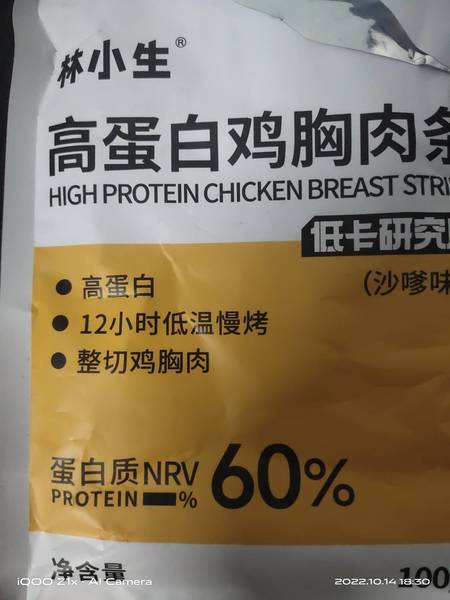 林小生®
高蛋白鸡胸肉条
HIGH PROTEIN CHICKEN BREAST STRI
低卡研究
(沙嗲味
● 高蛋白
● 12小时低温慢烤
● 整切鸡胸肉
蛋白质NRV 60%
PROTEIN %
净含量 100
iQOO Z1x · AI Camera
2022.10.14 18:30